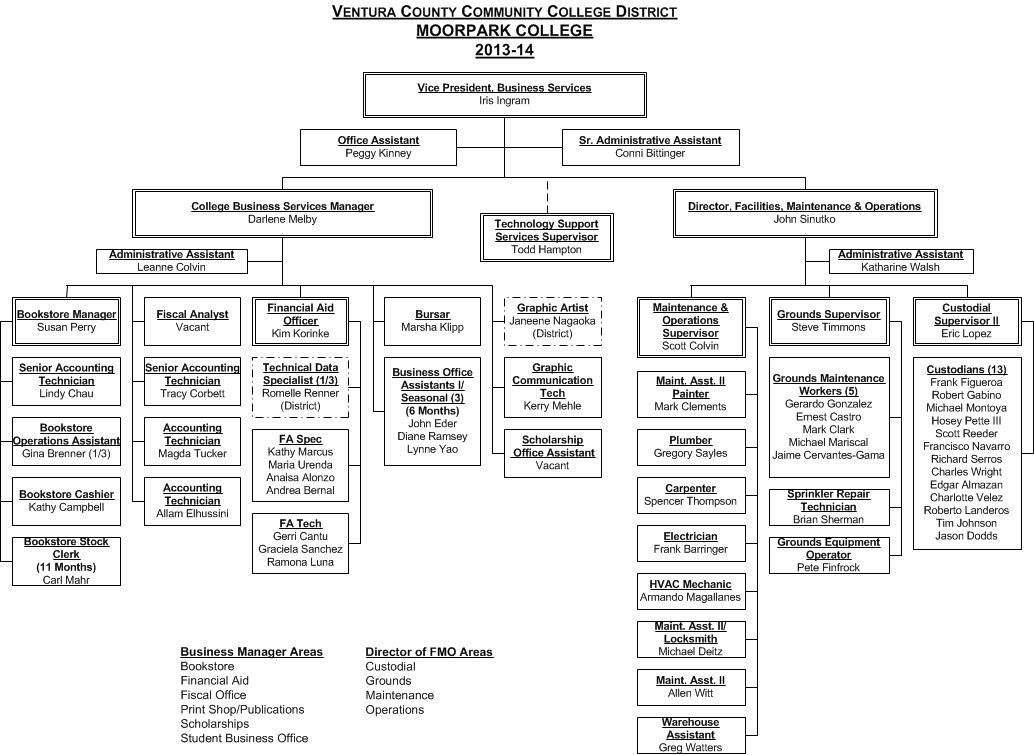 VENTURA COUNTY COMMUNITY COLLEGE DISTRICT
MOORPARK COLLEGE
2013-14
Vice President, Business Services
Iris Ingram
Office Assistant
Peggy Kinney
Sr. Administrative Assistant
Conni Bittinger
College Business Services Manager
Darlene Melby
Technology Support
Services Supervisor
Todd Hampton
Director, Facilities, Maintenance & Operations
John Sinutko
Administrative Assistant
Leanne Colvin
Administrative Assistant
Katharine Walsh
Bookstore Manager
Susan Perry
Senior Accounting
Technician
Lindy Chau
Bookstore
Operations Assistant
Gina Brenner (1/3)
Bookstore Cashier
Kathy Campbell
Bookstore Stock
Clerk
(11 Months)
Carl Mahr
Fiscal Analyst
Vacant
Senior Accounting
Technician
Tracy Corbett
Accounting
Technician
Magda Tucker
Accounting
Technician
Allam Elhussini
Financial Aid
Officer
Kim Korinke
Technical Data
Specialist (1/3)
Romelle Renner
(District)
FA Spec
Kathy Marcus
Maria Urenda
Anaisa Alonzo
Andrea Bernal
FA Tech
Gerri Cantu
Graciela Sanchez
Ramona Luna
Bursar
Marsha Klipp
Business Office
Assistants I/
Seasonal (3)
(6 Months)
John Eder
Diane Ramsey
Lynne Yao
Graphic Artist
Janeene Nagaoka
(District)
Graphic
Communication
Tech
Kerry Mehle
Scholarship
Office Assistant
Vacant
Maintenance &
Operations
Supervisor
Scott Colvin
Maint. Asst. II
Painter
Mark Clements
Plumber
Gregory Sayles
Carpenter
Spencer Thompson
Electrician
Frank Barringer
HVAC Mechanic
Armando Magallanes
Maint. Asst. II/
Locksmith
Michael Deitz
Maint. Asst. II
Allen Witt
Warehouse
Assistant
Greg Watters
Grounds Supervisor
Steve Timmons
Grounds Maintenance
Workers (5)
Gerardo Gonzalez
Ernest Castro
Mark Clark
Michael Mariscal
Jaime Cervantes-Gama
Sprinkler Repair
Technician
Brian Sherman
Grounds Equipment
Operator
Pete Finfrock
Custodial
Supervisor II
Eric Lopez
Custodians (13)
Frank Figueroa
Robert Gabino
Michael Montoya
Hosey Pette III
Scott Reeder
Francisco Navarro
Richard Serros
Charles Wright
Edgar Almazan
Charlotte Velez
Roberto Landeros
Tim Johnson
Jason Dodds
Business Manager Areas
Bookstore
Financial Aid
Fiscal Office
Print Shop/Publications
Scholarships
Student Business Office
Director of FMO Areas
Custodial
Grounds
Maintenance
Operations